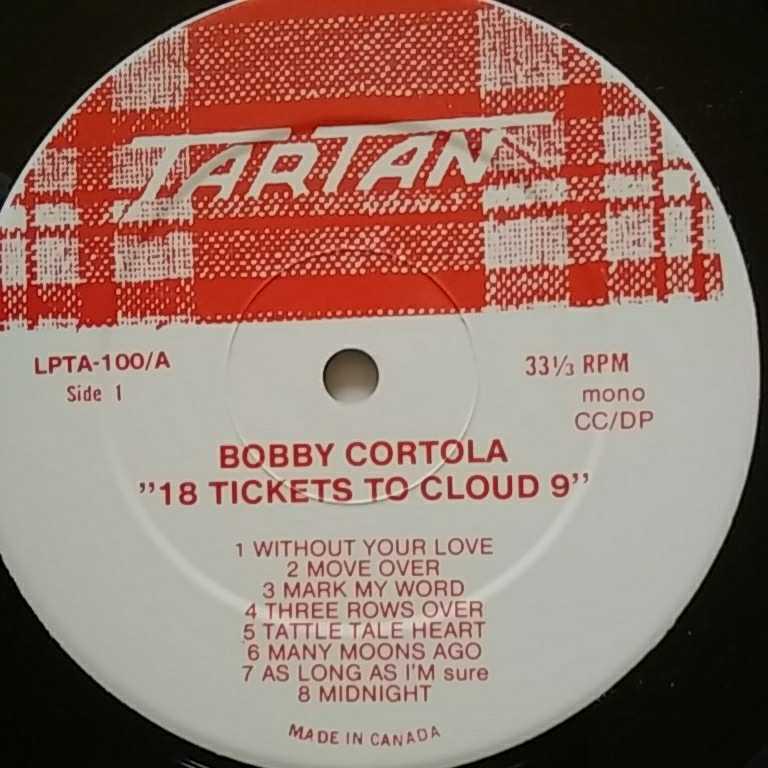 TARTAN
LPTA-100/A
Side 1
33⅓ RPM
mono
CC/DP
BOBBY CORTOLA
"18 TICKETS TO CLOUD 9"
1 WITHOUT YOUR LOVE
2 MOVE OVER
3 MARK MY WORD
4 THREE ROWS OVER
5 TATTLE TALE HEART
6 MANY MOONS AGO
7 AS LONG AS I'M sure
8 MIDNIGHT
MADE IN CANADA